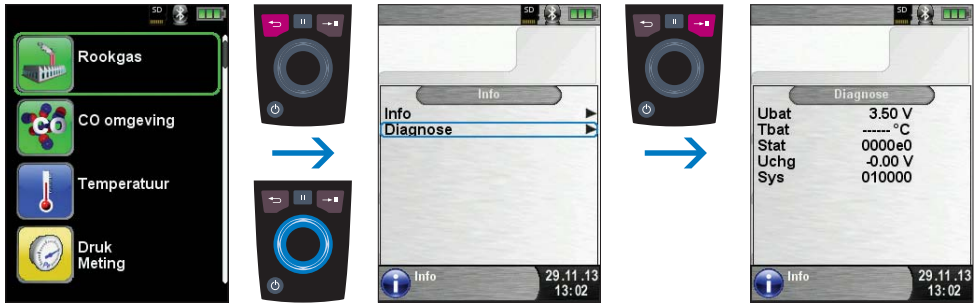 SD
Rookgas
CO
CO omgeving
Temperatuur
Druk
Meting
SD
Info
Info
Diagnose
Info
29.11.13
13:02
SD
Diagnose
Ubat 3.50 V
Tbat ------ °C
Stat 0000e0
Uchg -0.00 V
Sys 010000
Info
29.11.13
13:02